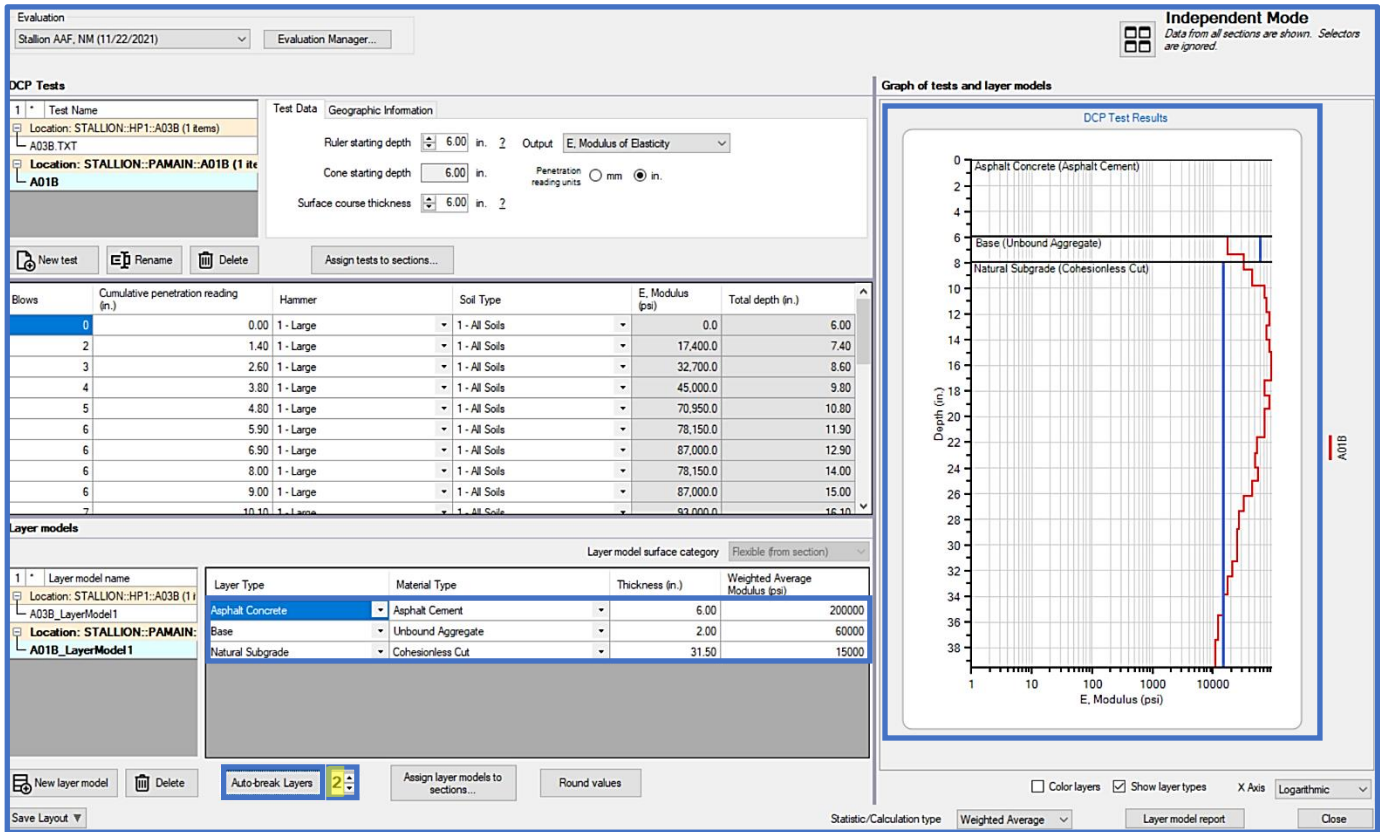 Evaluation
Stallion AAF, NM (11/22/2021)
Evaluation Manager...
Independent Mode
Data from all sections are shown. Selectors
are ignored.
DCP Tests
1 * Test Name
Location: STALLION::HP1::A03B (1 items)
A03B.TXT
Location: STALLION::PAMAIN::A01B (1 ite
A01B
Test Data Geographic Information
Ruler starting depth 6.00 in. ? Output E, Modulus of Elasticity
Cone starting depth 6.00 in. Penetration reading units mm in.
Surface course thickness 6.00 in. ?
New test Rename Delete Assign tests to sections...
Blows Cumulative penetration reading (in.) Hammer Soil Type E, Modulus (psi) Total depth (in.)
0 0.00 1 - Large 1 - All Soils 0.0 6.00
2 1.40 1 - Large 1 - All Soils 17,400.0 7.40
3 2.60 1 - Large 1 - All Soils 32,700.0 8.60
4 3.80 1 - Large 1 - All Soils 45,000.0 9.80
5 4.80 1 - Large 1 - All Soils 70,950.0 10.80
6 5.90 1 - Large 1 - All Soils 78,150.0 11.90
6 6.90 1 - Large 1 - All Soils 87,000.0 12.90
6 8.00 1 - Large 1 - All Soils 78,150.0 14.00
6 9.00 1 - Large 1 - All Soils 87,000.0 15.00
7 10.10 1 - Large 1 - All Soils 93,000.0 16.10
Layer models
Layer model surface category Flexible (from section)
1 * Layer model name
Location: STALLION::HP1::A03B (1 i
A03B_LayerModel1
Location: STALLION::PAMAIN:
A01B_LayerModel1
Layer Type Material Type Thickness (in.) Weighted Average Modulus (psi)
Asphalt Concrete Asphalt Cement 6.00 200000
Base Unbound Aggregate 2.00 60000
Natural Subgrade Cohesionless Cut 31.50 15000
New layer model Delete Auto-break Layers 2 Assign layer models to sections... Round values
Save Layout
Graph of tests and layer models
DCP Test Results
Asphalt Concrete (Asphalt Cement)
Base (Unbound Aggregate)
Natural Subgrade (Cohesionless Cut)
0
2
4
6
8
10
12
14
16
18
20
22
24
26
28
30
32
34
36
38
Depth (in.)
1 10 100 1000 10000
E, Modulus (psi)
A01B
Color layers Show layer types X Axis Logarithmic
Statistic/Calculation type Weighted Average Layer model report Close